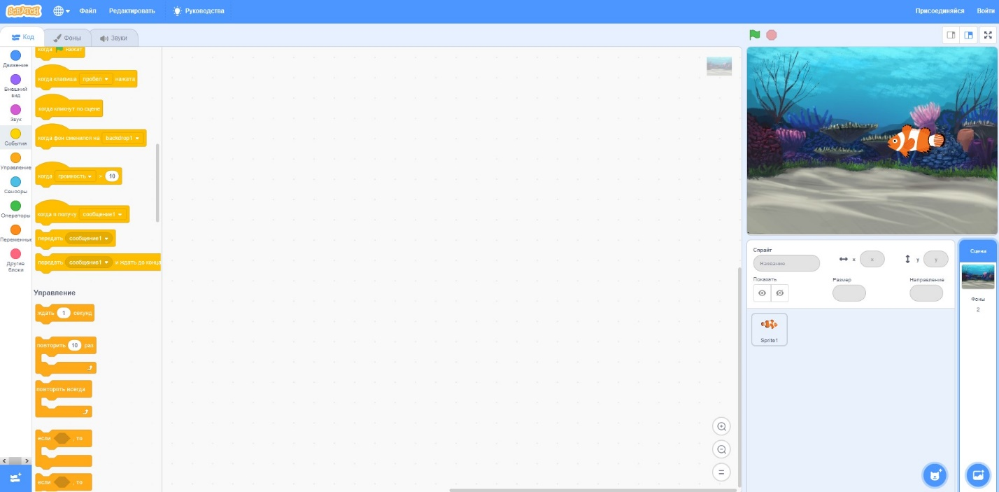 SCRATCH
Файл
Редактировать
Руководства
Присоединяйся
Войти
Код
Фоны
Звуки
Движение
Внешний
вид
Звук
События
Управление
Сенсоры
Операторы
Переменные
Другие
блоки
когда нажат
когда клавиша пробел нажата
когда кликнут по сцене
когда фон сменился на backdrop1
когда громкость > 10
когда я получу сообщение1
передать сообщение1
передать сообщение1 и ждать до конца
Управление
ждать 1 секунд
повторить 10 раз
повторять всегда
если , то
если , то
Спрайт
Название
x x
y y
Показать
Размер
Направление
Sprite1
Сцена
Фоны
2